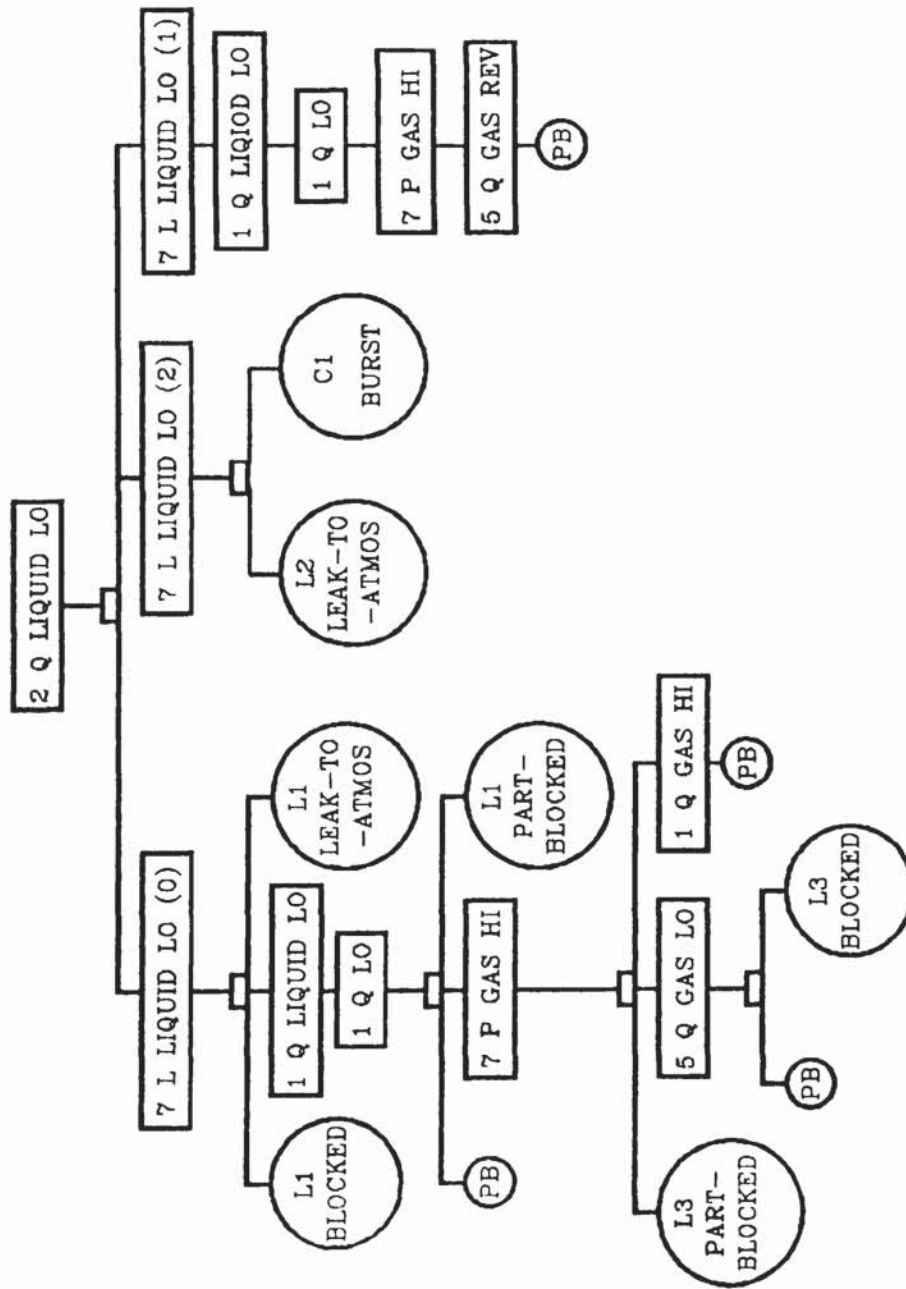 2 Q LIQUID LO
7 L LIQUID LO (0)
7 L LIQUID LO (2)
7 L LIQUID LO (1)
L1
BLOCKED
1 Q LIQUID LO
1 Q LO
L1
LEAK-TO
-ATMOS
L2
LEAK-TO
-ATMOS
C1
BURST
1 Q LIQIOD LO
1 Q LO
7 P GAS HI
5 Q GAS REV
PB
PB
7 P GAS HI
L1
PART-
BLOCKED
L3
PART-
BLOCKED
5 Q GAS LO
1 Q GAS HI
PB
PB
L3
BLOCKED